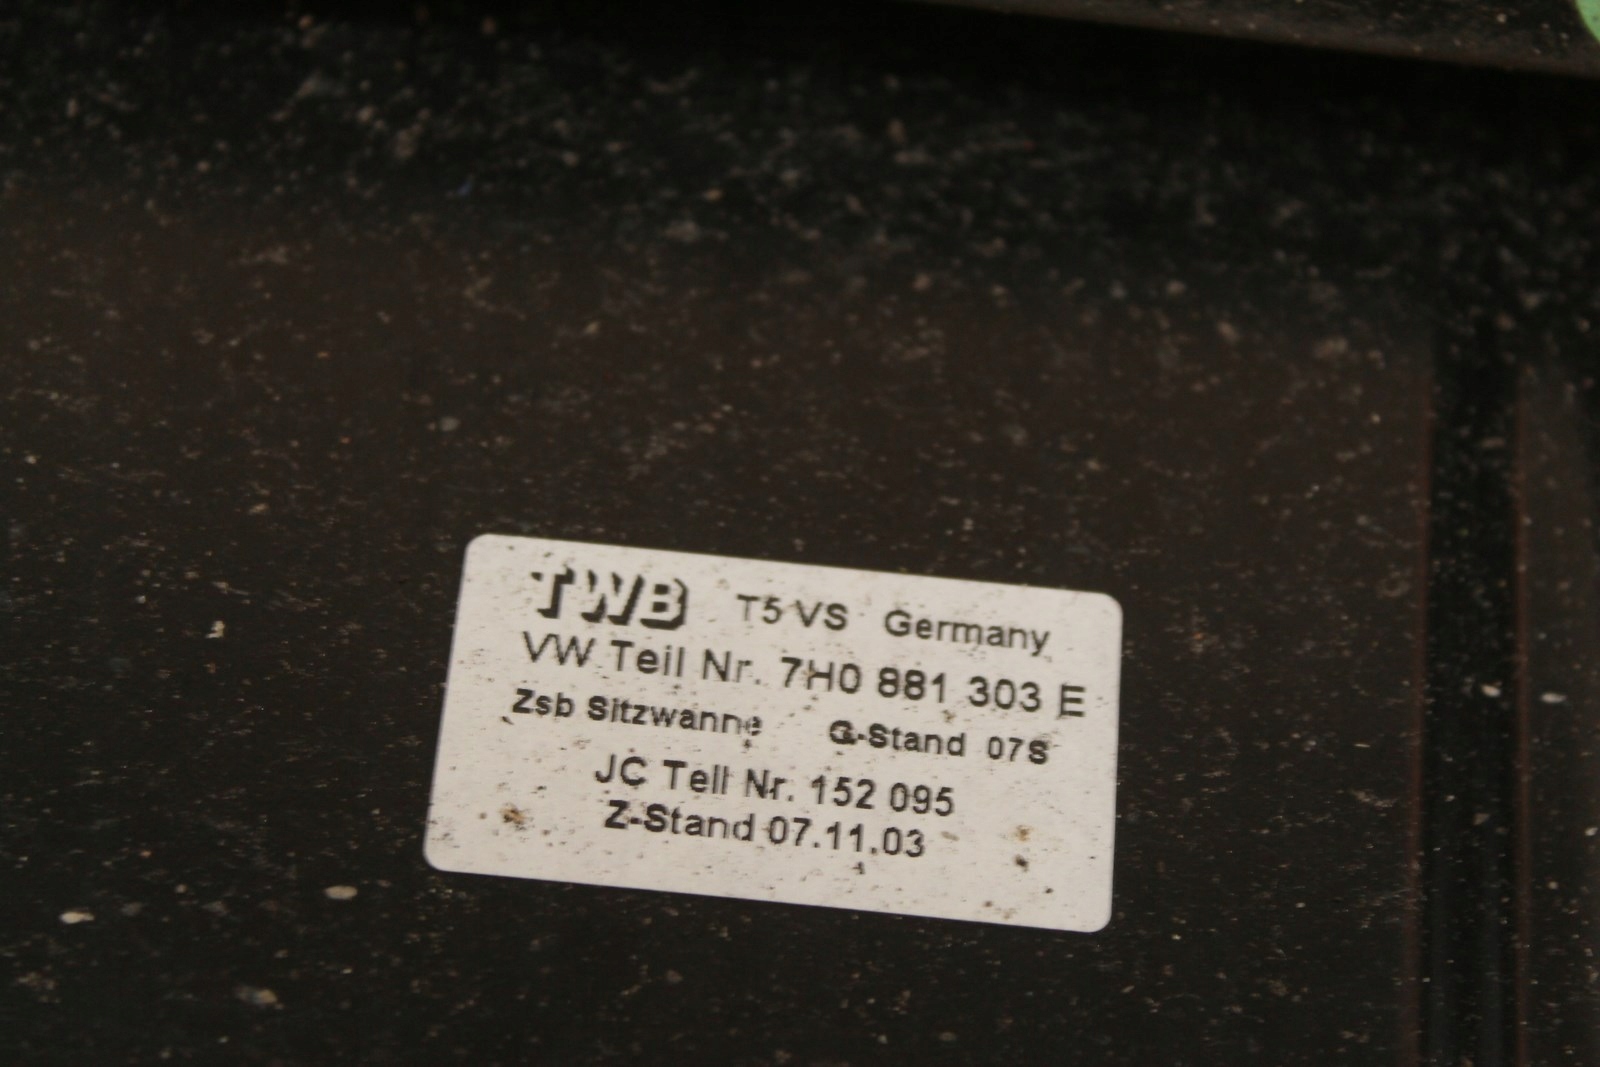 TWB T5 VS Germany
VW Teil Nr. 7H0 881 303 E
Zsb Sitzwanne G-Stand 07S
JC Teil Nr. 152 095
Z-Stand 07.11.03